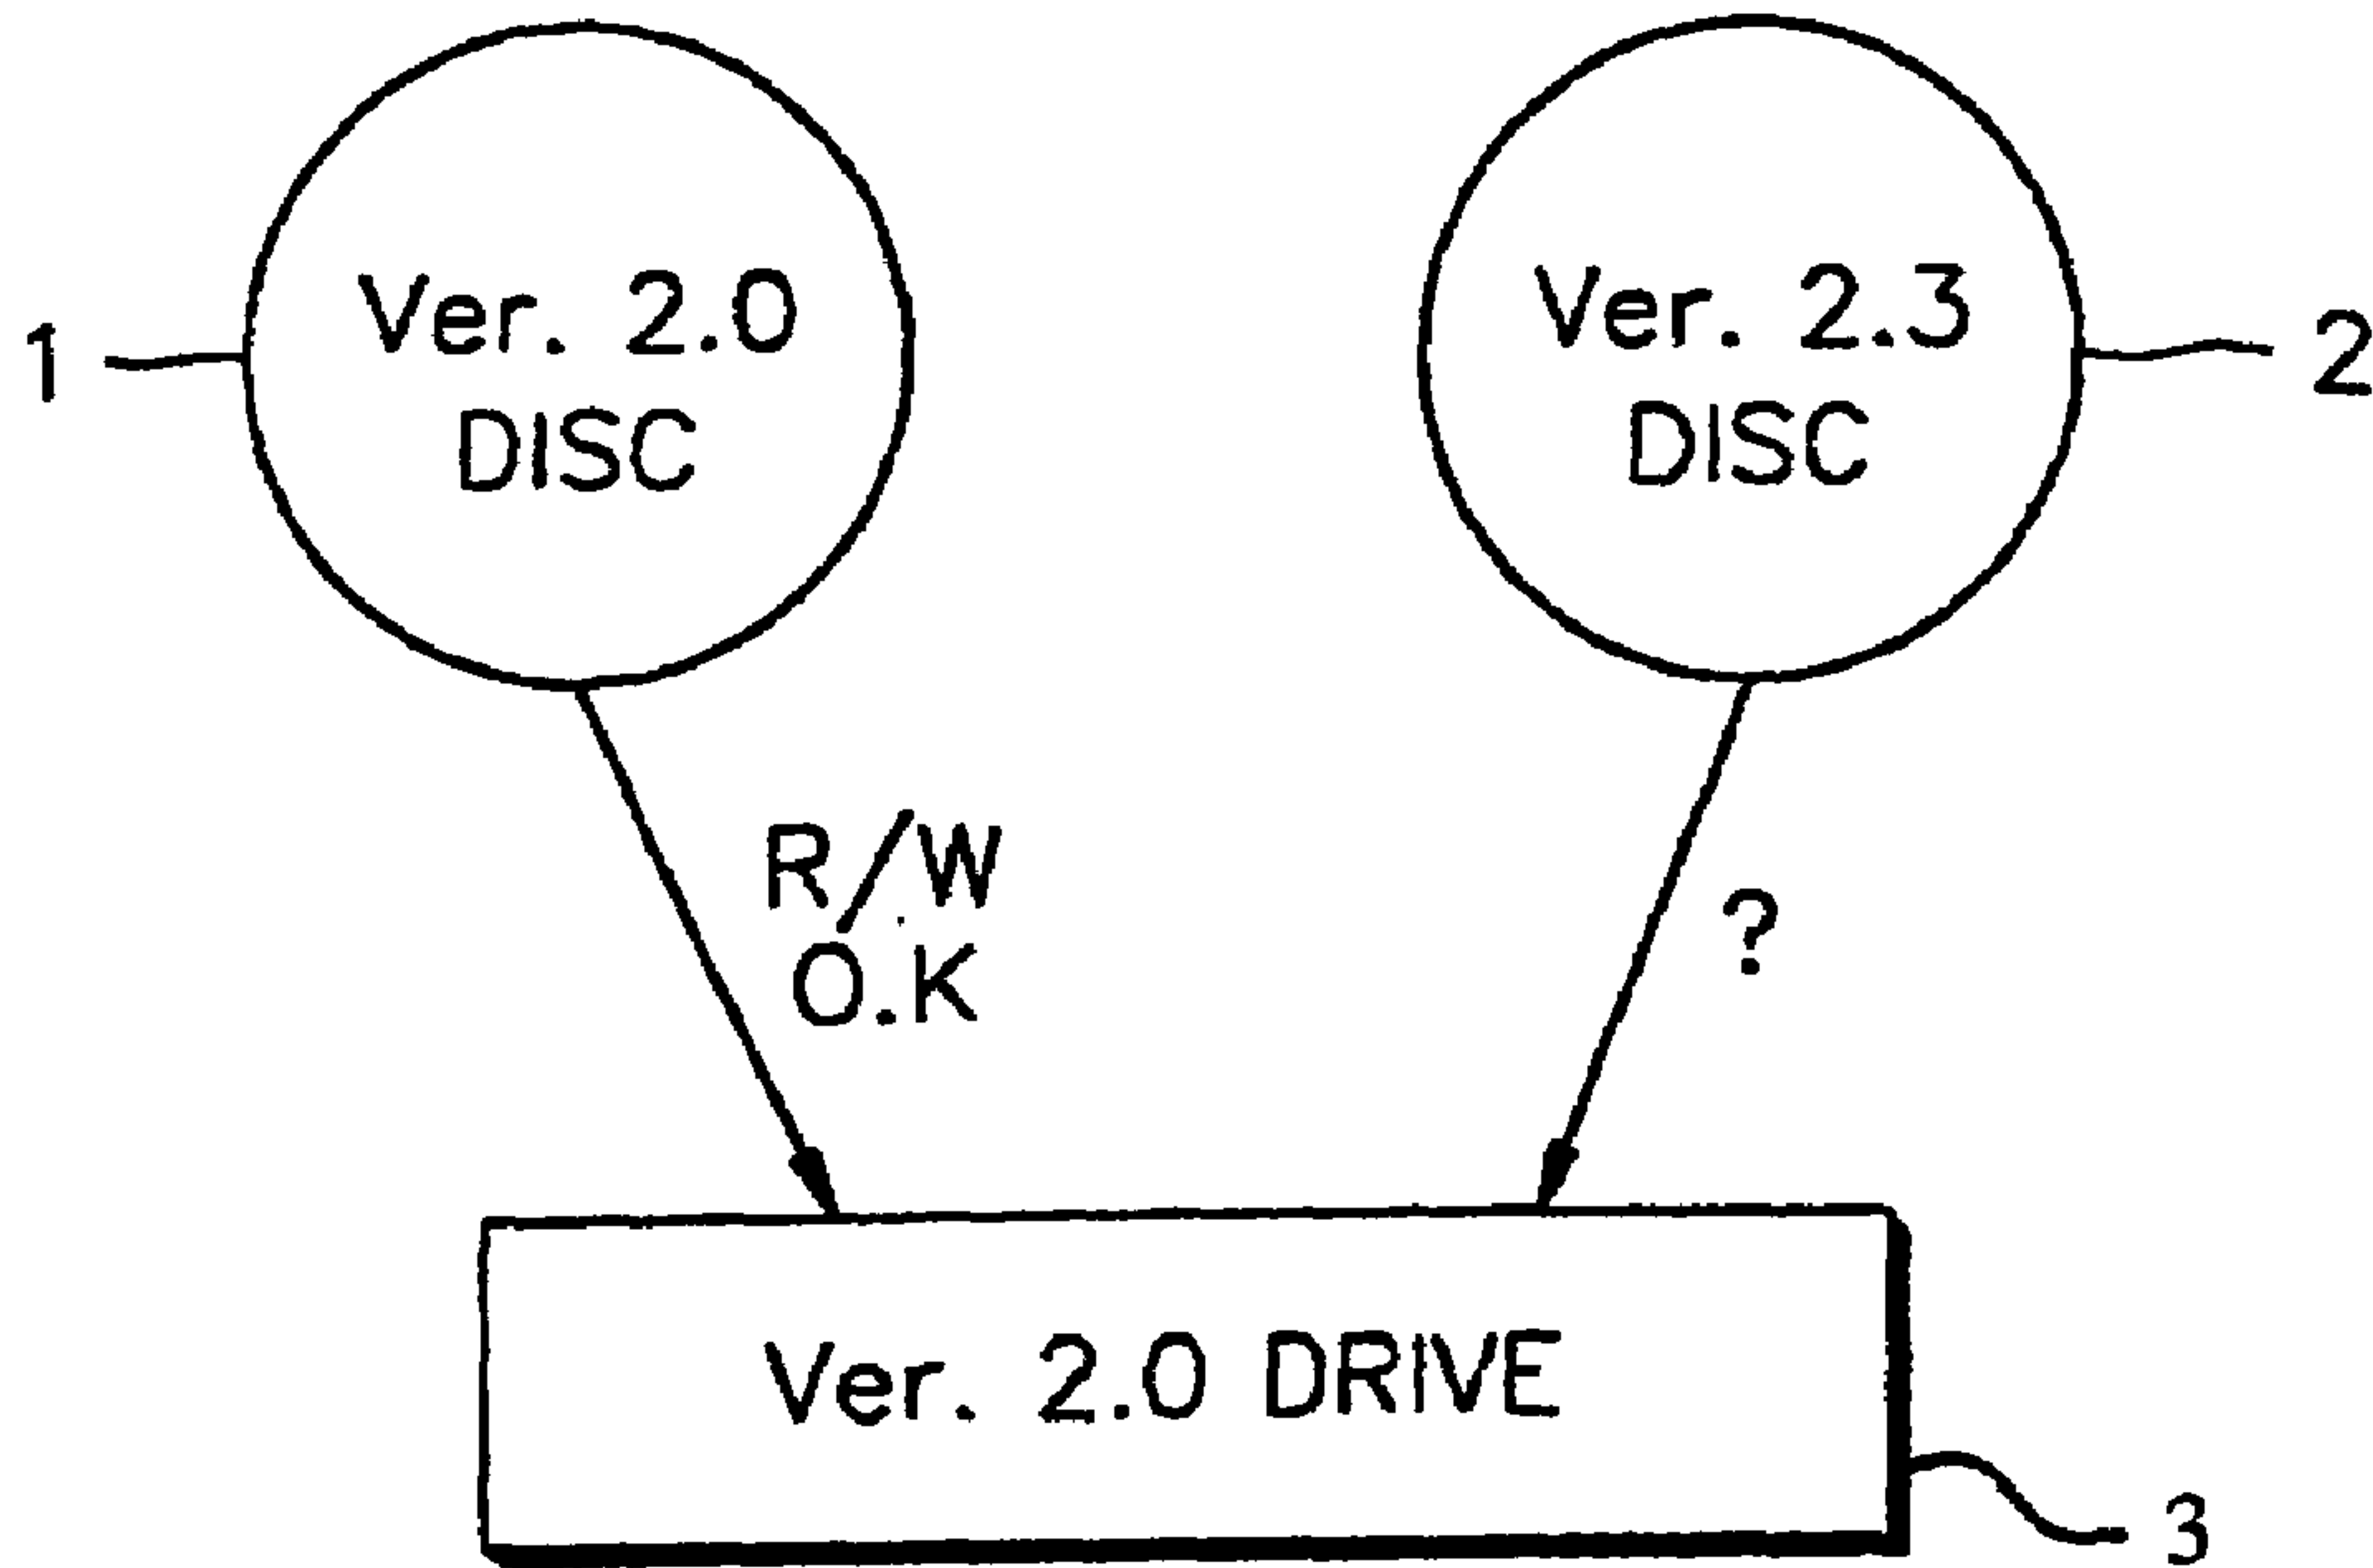 1
Ver. 2.0
DISC
Ver. 2.3
DISC
2
R/W
O.K
?
Ver. 2.0 DRIVE
3